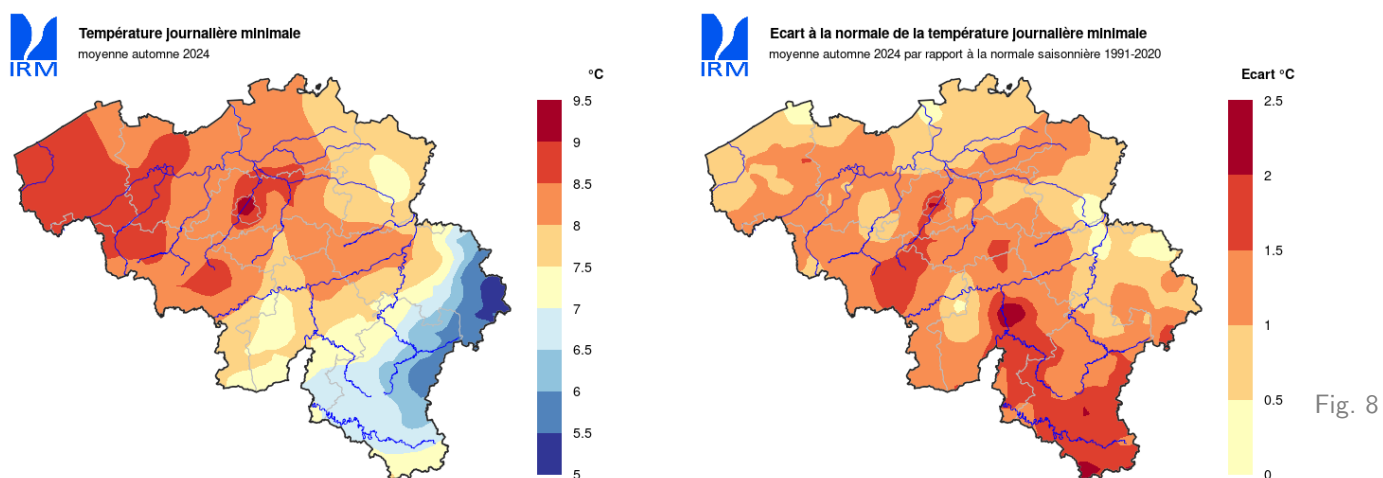 IRM
Température journalière minimale
moyenne automne 2024
°C
9.5
9
8.5
8
7.5
7
6.5
6
5.5
5
IRM
Ecart à la normale de la température journalière minimale
moyenne automne 2024 par rapport à la normale saisonnière 1991-2020
Ecart °C
2.5
2
1.5
1
0.5
0
Fig. 8